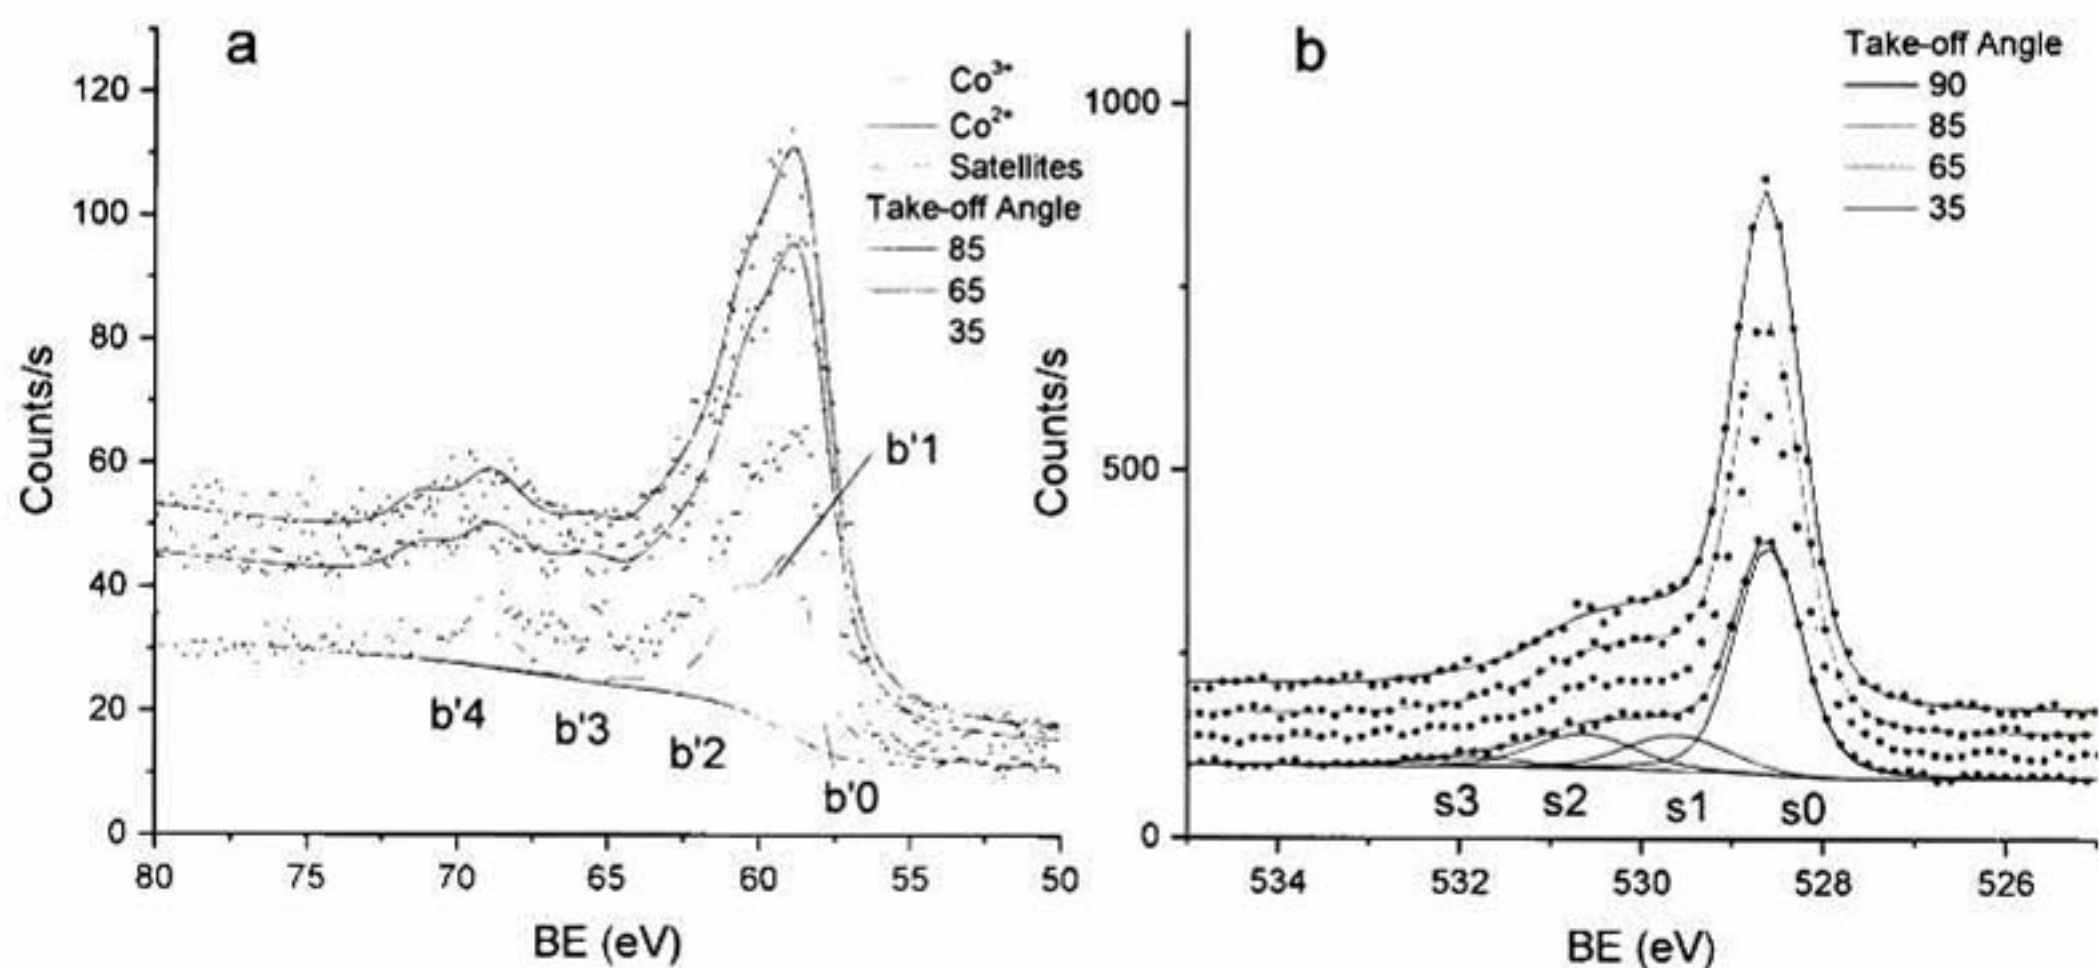 a
Co³⁺
Co²⁺
Satellites
Take-off Angle
85
65
35
120
100
80
60
40
20
0
Counts/s
b'1
b'4
b'3
b'2
b'0
80
75
70
65
60
55
50
BE (eV)
b
Take-off Angle
90
85
65
35
1000
500
0
Counts/s
s3
s2
s1
s0
534
532
530
528
526
BE (eV)